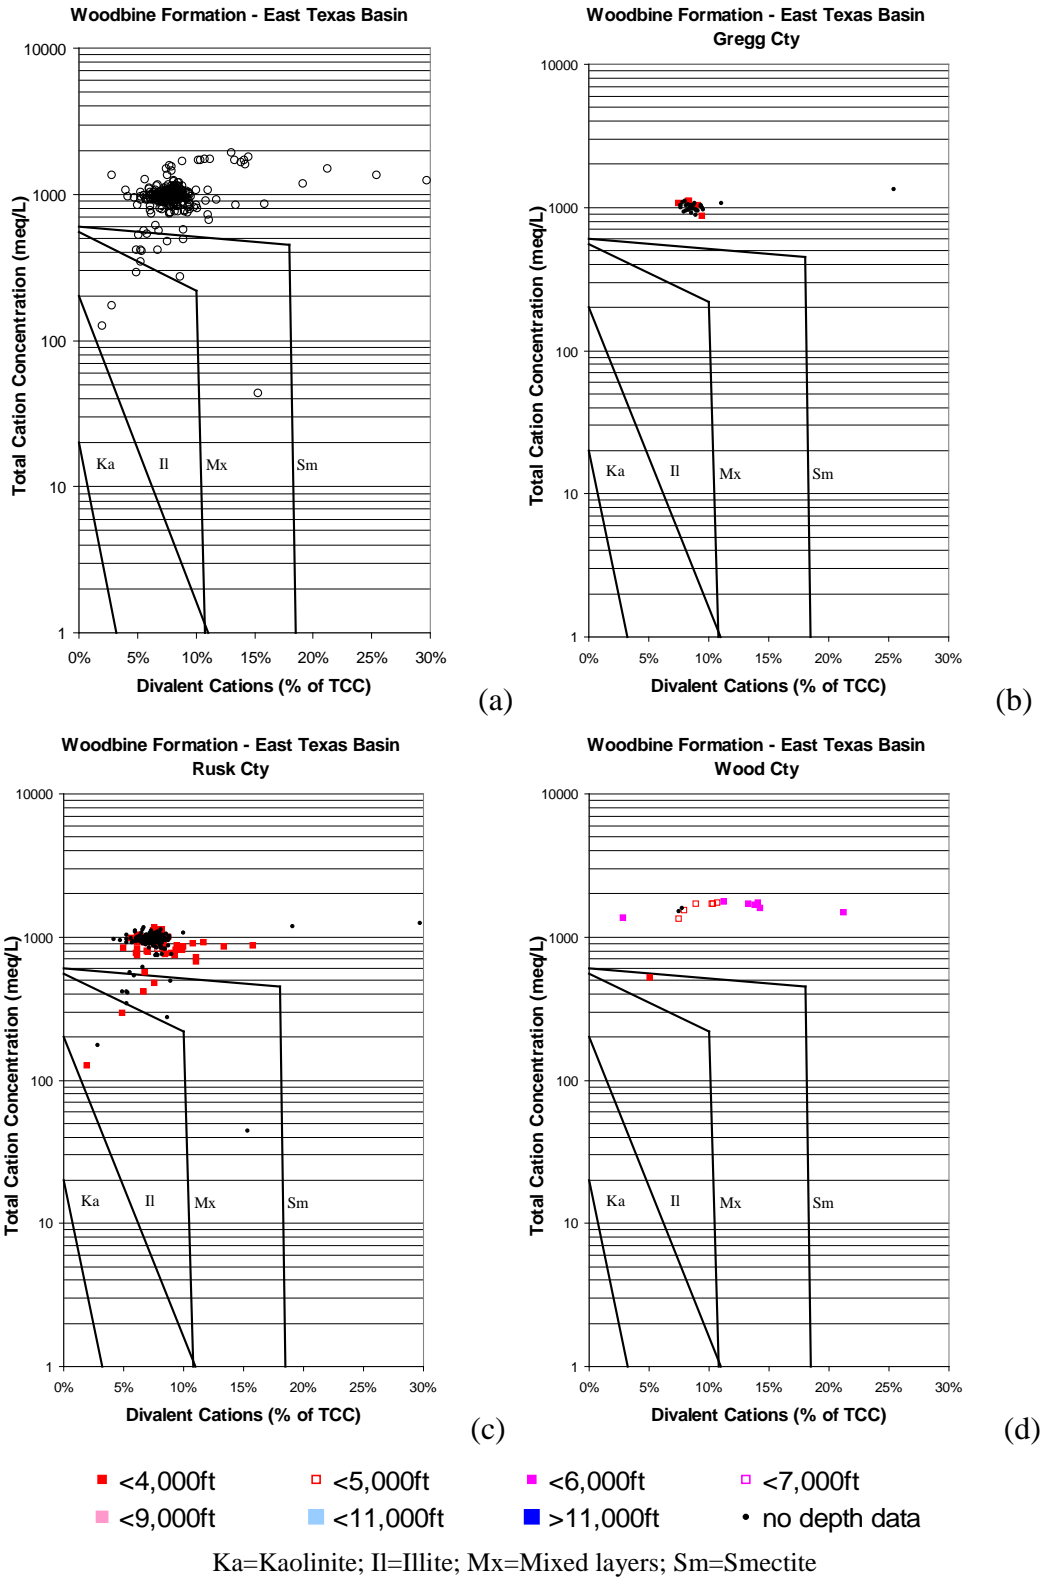 Woodbine Formation - East Texas Basin
10000
1000
100
10
1
Total Cation Concentration (meq/L)
Ka
Il
Mx
Sm
0% 5% 10% 15% 20% 25% 30%
Divalent Cations (% of TCC)
(a)
Woodbine Formation - East Texas Basin
Gregg Cty
10000
1000
100
10
1
Total Cation Concentration (meq/L)
Ka
Il
Mx
Sm
0% 5% 10% 15% 20% 25% 30%
Divalent Cations (% of TCC)
(b)
Woodbine Formation - East Texas Basin
Rusk Cty
10000
1000
100
10
1
Total Cation Concentration (meq/L)
Ka
Il
Mx
Sm
0% 5% 10% 15% 20% 25% 30%
Divalent Cations (% of TCC)
(c)
Woodbine Formation - East Texas Basin
Wood Cty
10000
1000
100
10
1
Total Cation Concentration (meq/L)
Ka
Il
Mx
Sm
0% 5% 10% 15% 20% 25% 30%
Divalent Cations (% of TCC)
(d)
<4,000ft <5,000ft <6,000ft <7,000ft
<9,000ft <11,000ft >11,000ft no depth data
Ka=Kaolinite; Il=Illite; Mx=Mixed layers; Sm=Smectite